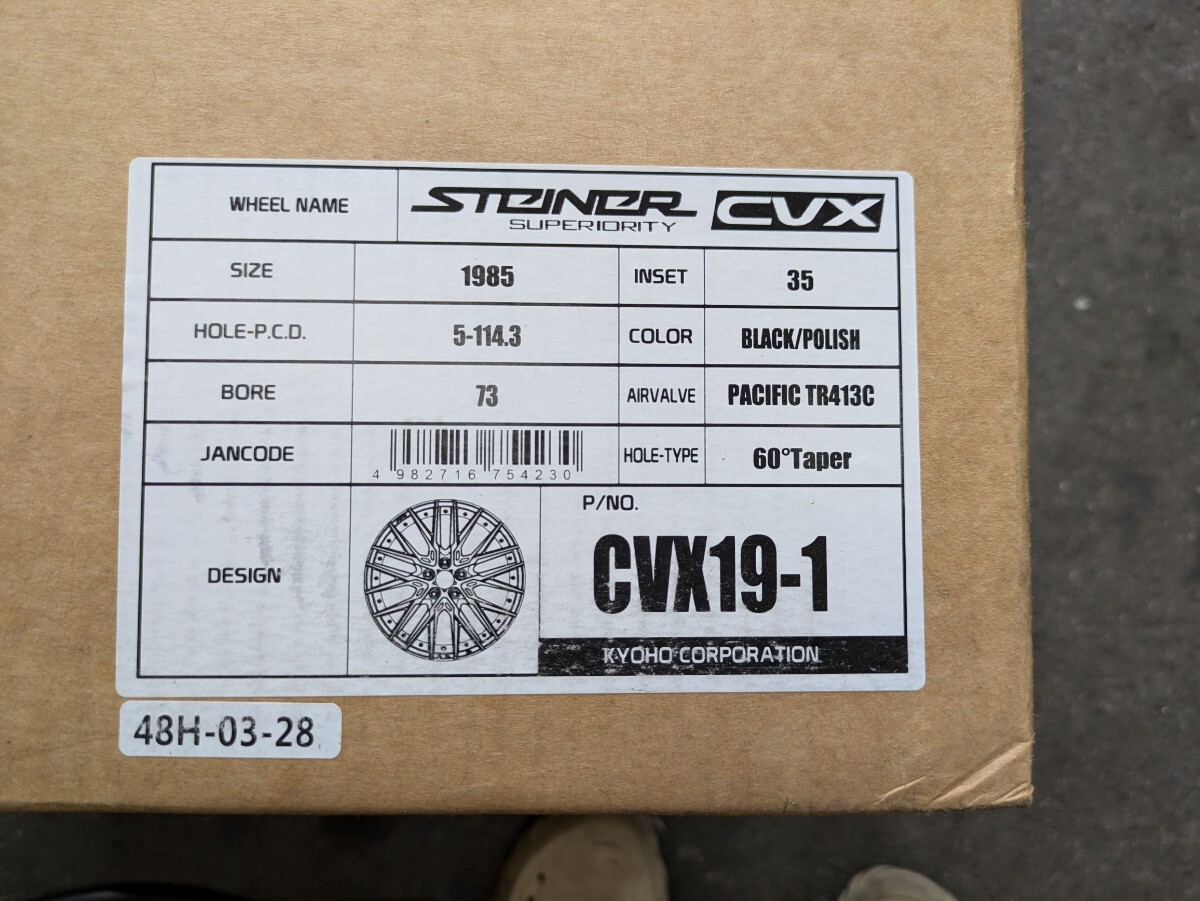 WHEEL NAME STEINER CVX
SUPERIORITY
SIZE 1985 INSET 35
HOLE-P.C.D. 5-114.3 COLOR BLACK/POLISH
BORE 73 AIRVALVE PACIFIC TR413C
JANCODE 4 982716 754230 HOLE-TYPE 60°Taper
DESIGN P/NO.
CVX19-1
KYOHO CORPORATION
48H-03-28